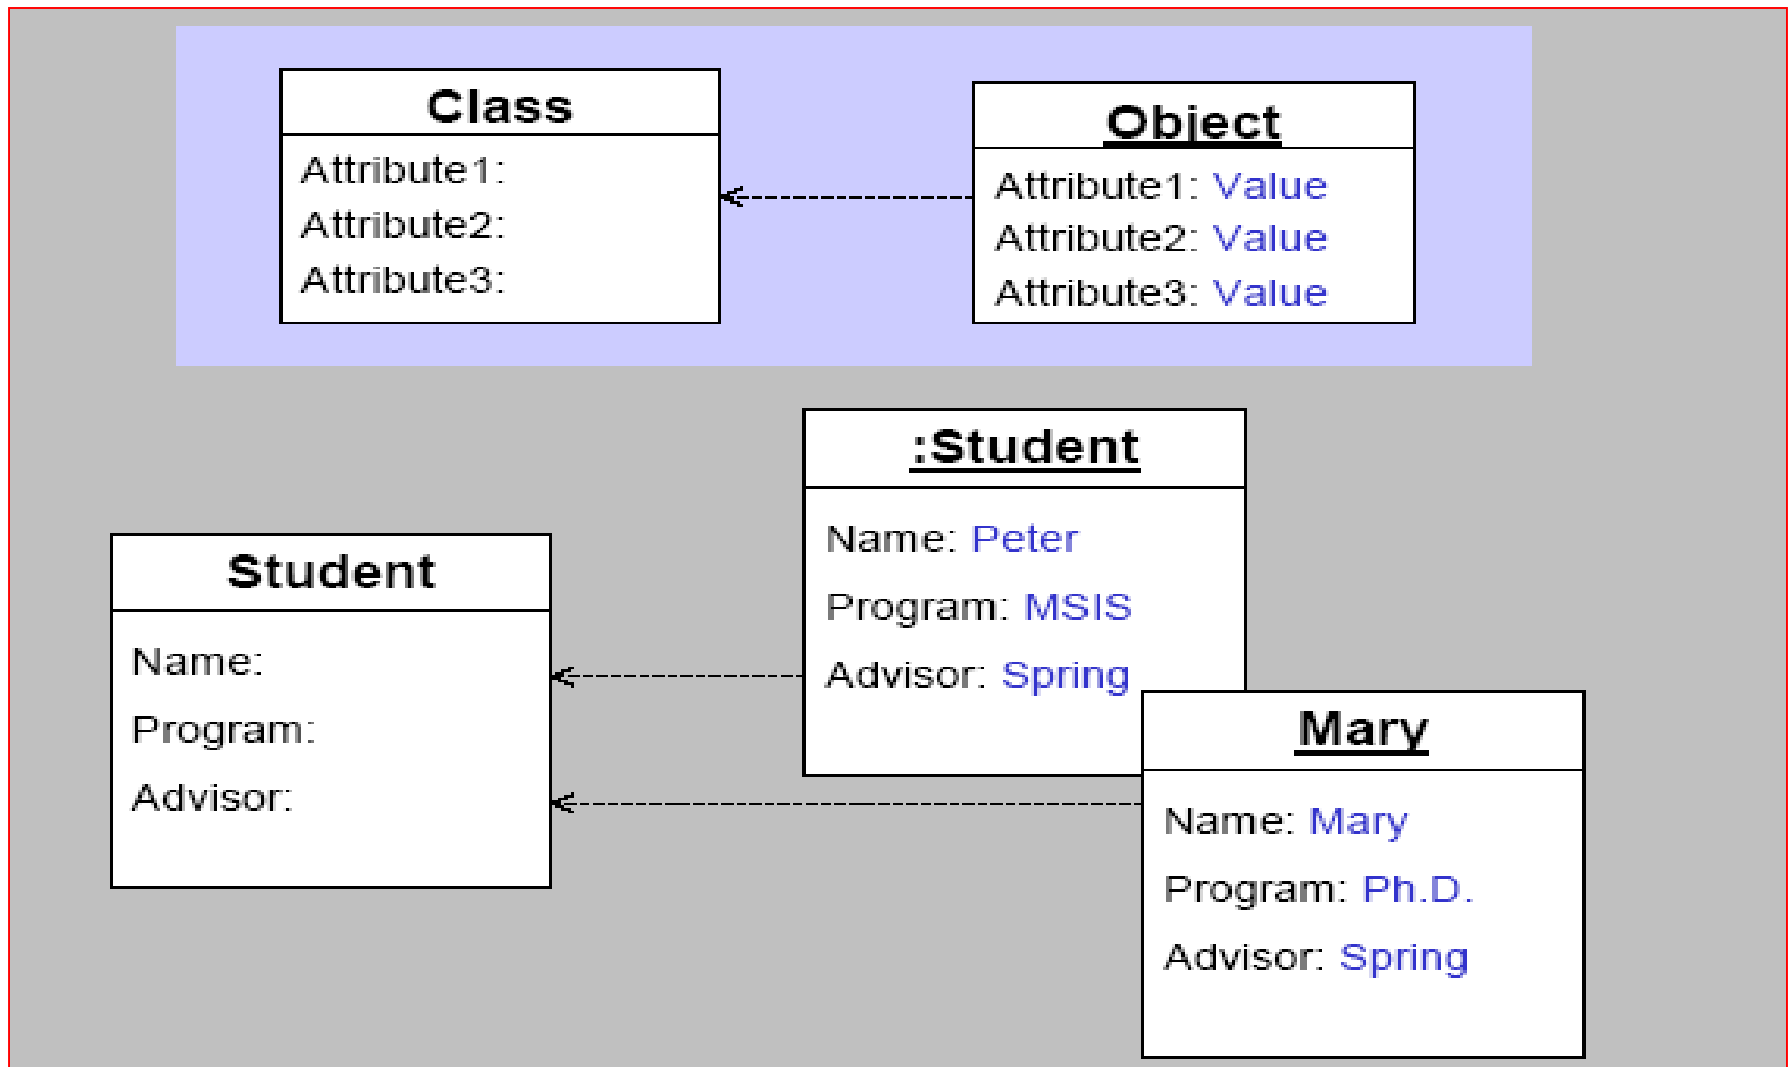 Class
Attribute1:
Attribute2:
Attribute3:
Object
Attribute1: Value
Attribute2: Value
Attribute3: Value
:Student
Name: Peter
Program: MSIS
Advisor: Spring
Student
Name:
Program:
Advisor:
Mary
Name: Mary
Program: Ph.D.
Advisor: Spring